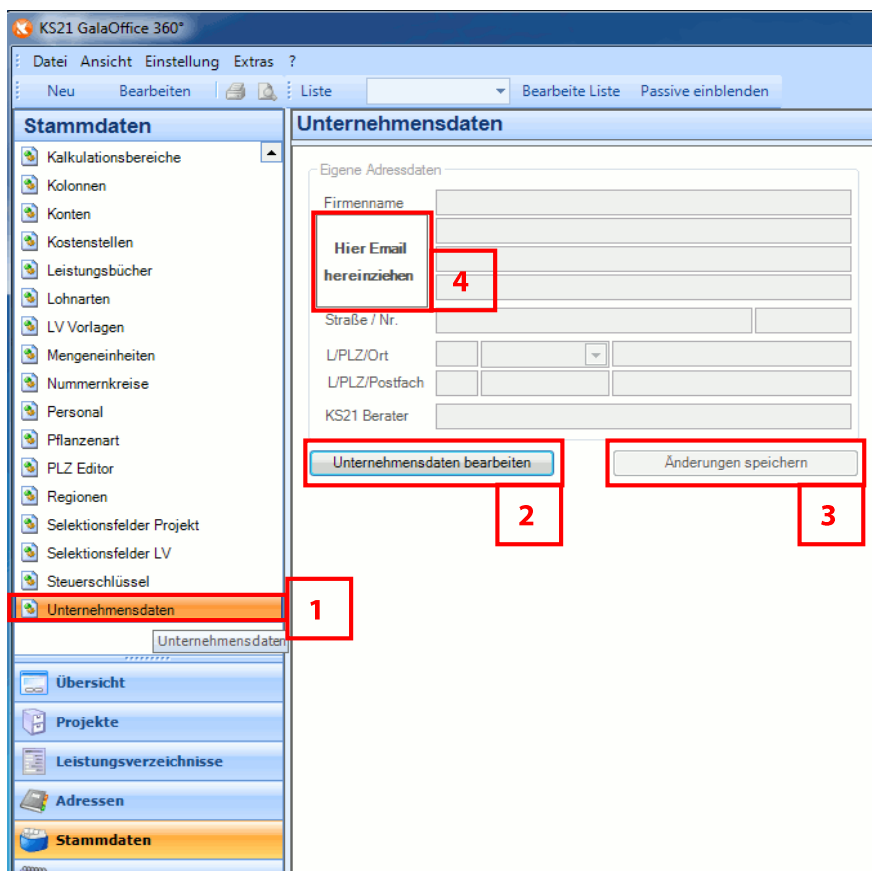 KS21 GalaOffice 360°
Datei Ansicht Einstellung Extras ?
Neu Bearbeiten Liste Bearbeite Liste Passive einblenden
Stammdaten
Kalkulationsbereiche
Kolonnen
Konten
Kostenstellen
Leistungsbücher
Lohnarten
LV Vorlagen
Mengeneinheiten
Nummernkreise
Personal
Pflanzenart
PLZ Editor
Regionen
Selektionsfelder Projekt
Selektionsfelder LV
Steuerschlüssel
Unternehmensdaten
1
Unternehmensdaten
Übersicht
Projekte
Leistungsverzeichnisse
Adressen
Stammdaten
Unternehmensdaten
Eigene Adressdaten
Firmenname
Hier Email
hereinziehen
4
Straße / Nr.
L/PLZ/Ort
L/PLZ/Postfach
KS21 Berater
Unternehmensdaten bearbeiten Änderungen speichern
2 3